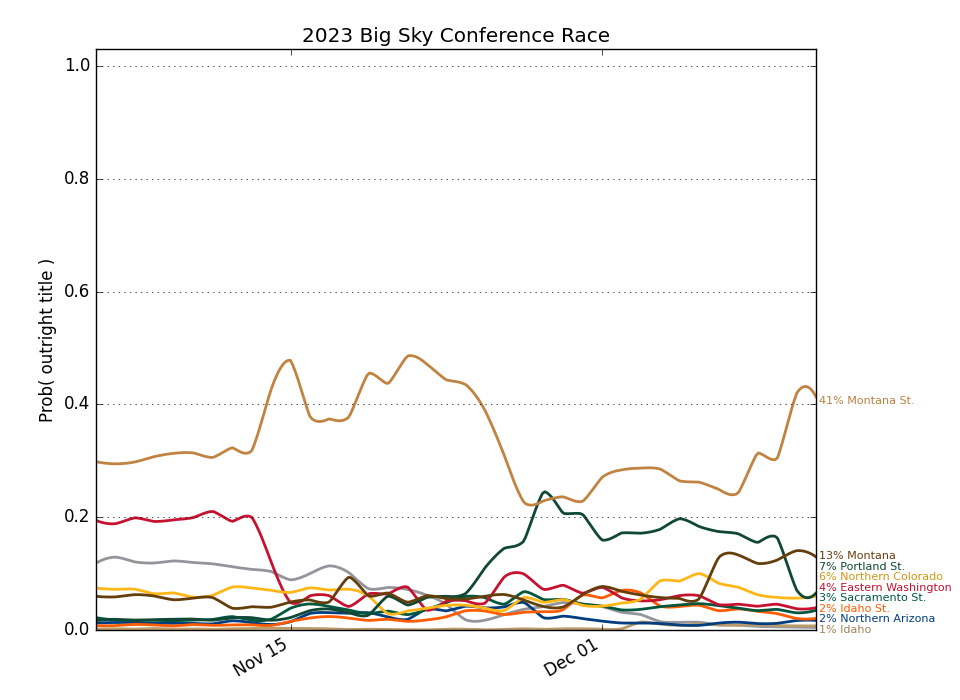 2023 Big Sky Conference Race
Prob( outright title )
1.0
0.8
0.6
0.4
0.2
0.0
Nov 15
Dec 01
41% Montana St.
13% Montana
7% Portland St.
6% Northern Colorado
4% Eastern Washington
3% Sacramento St.
2% Idaho St.
2% Northern Arizona
1% Idaho